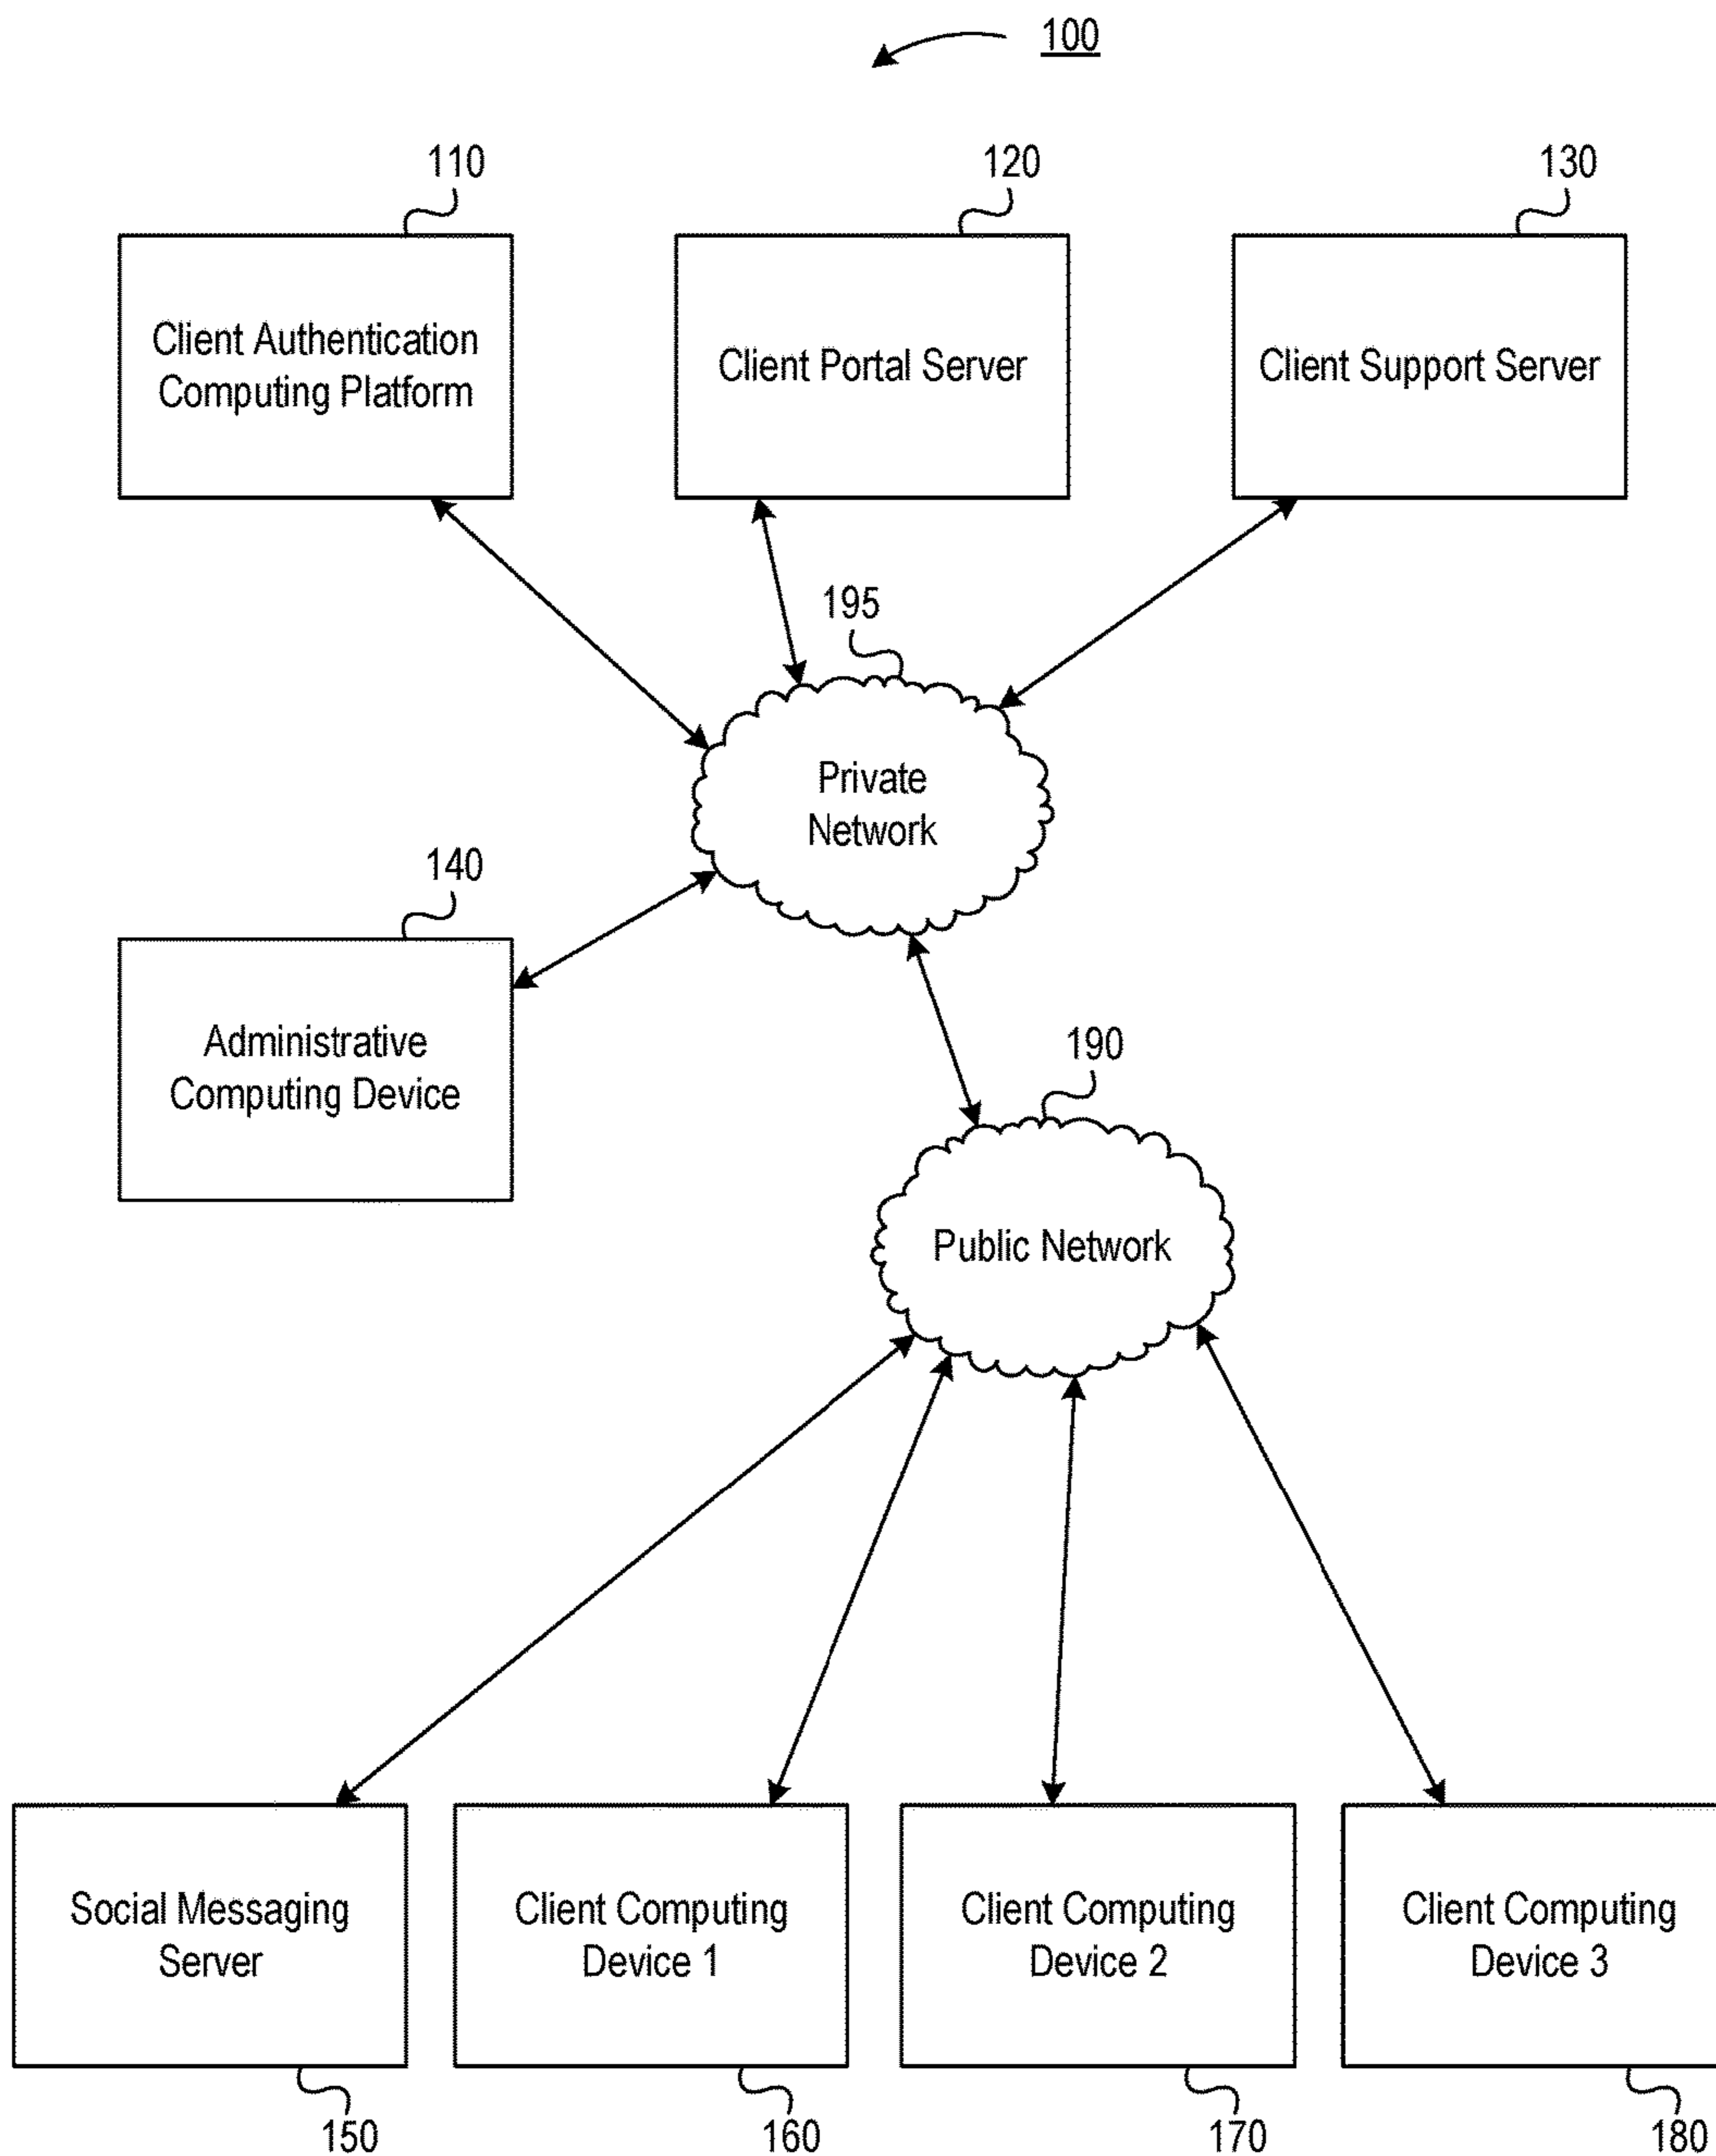 100
110
120
130
Client Authentication
Computing Platform
Client Portal Server
Client Support Server
195
Private
Network
140
Administrative
Computing Device
190
Public Network
Social Messaging
Server
Client Computing
Device 1
Client Computing
Device 2
Client Computing
Device 3
150
160
170
180